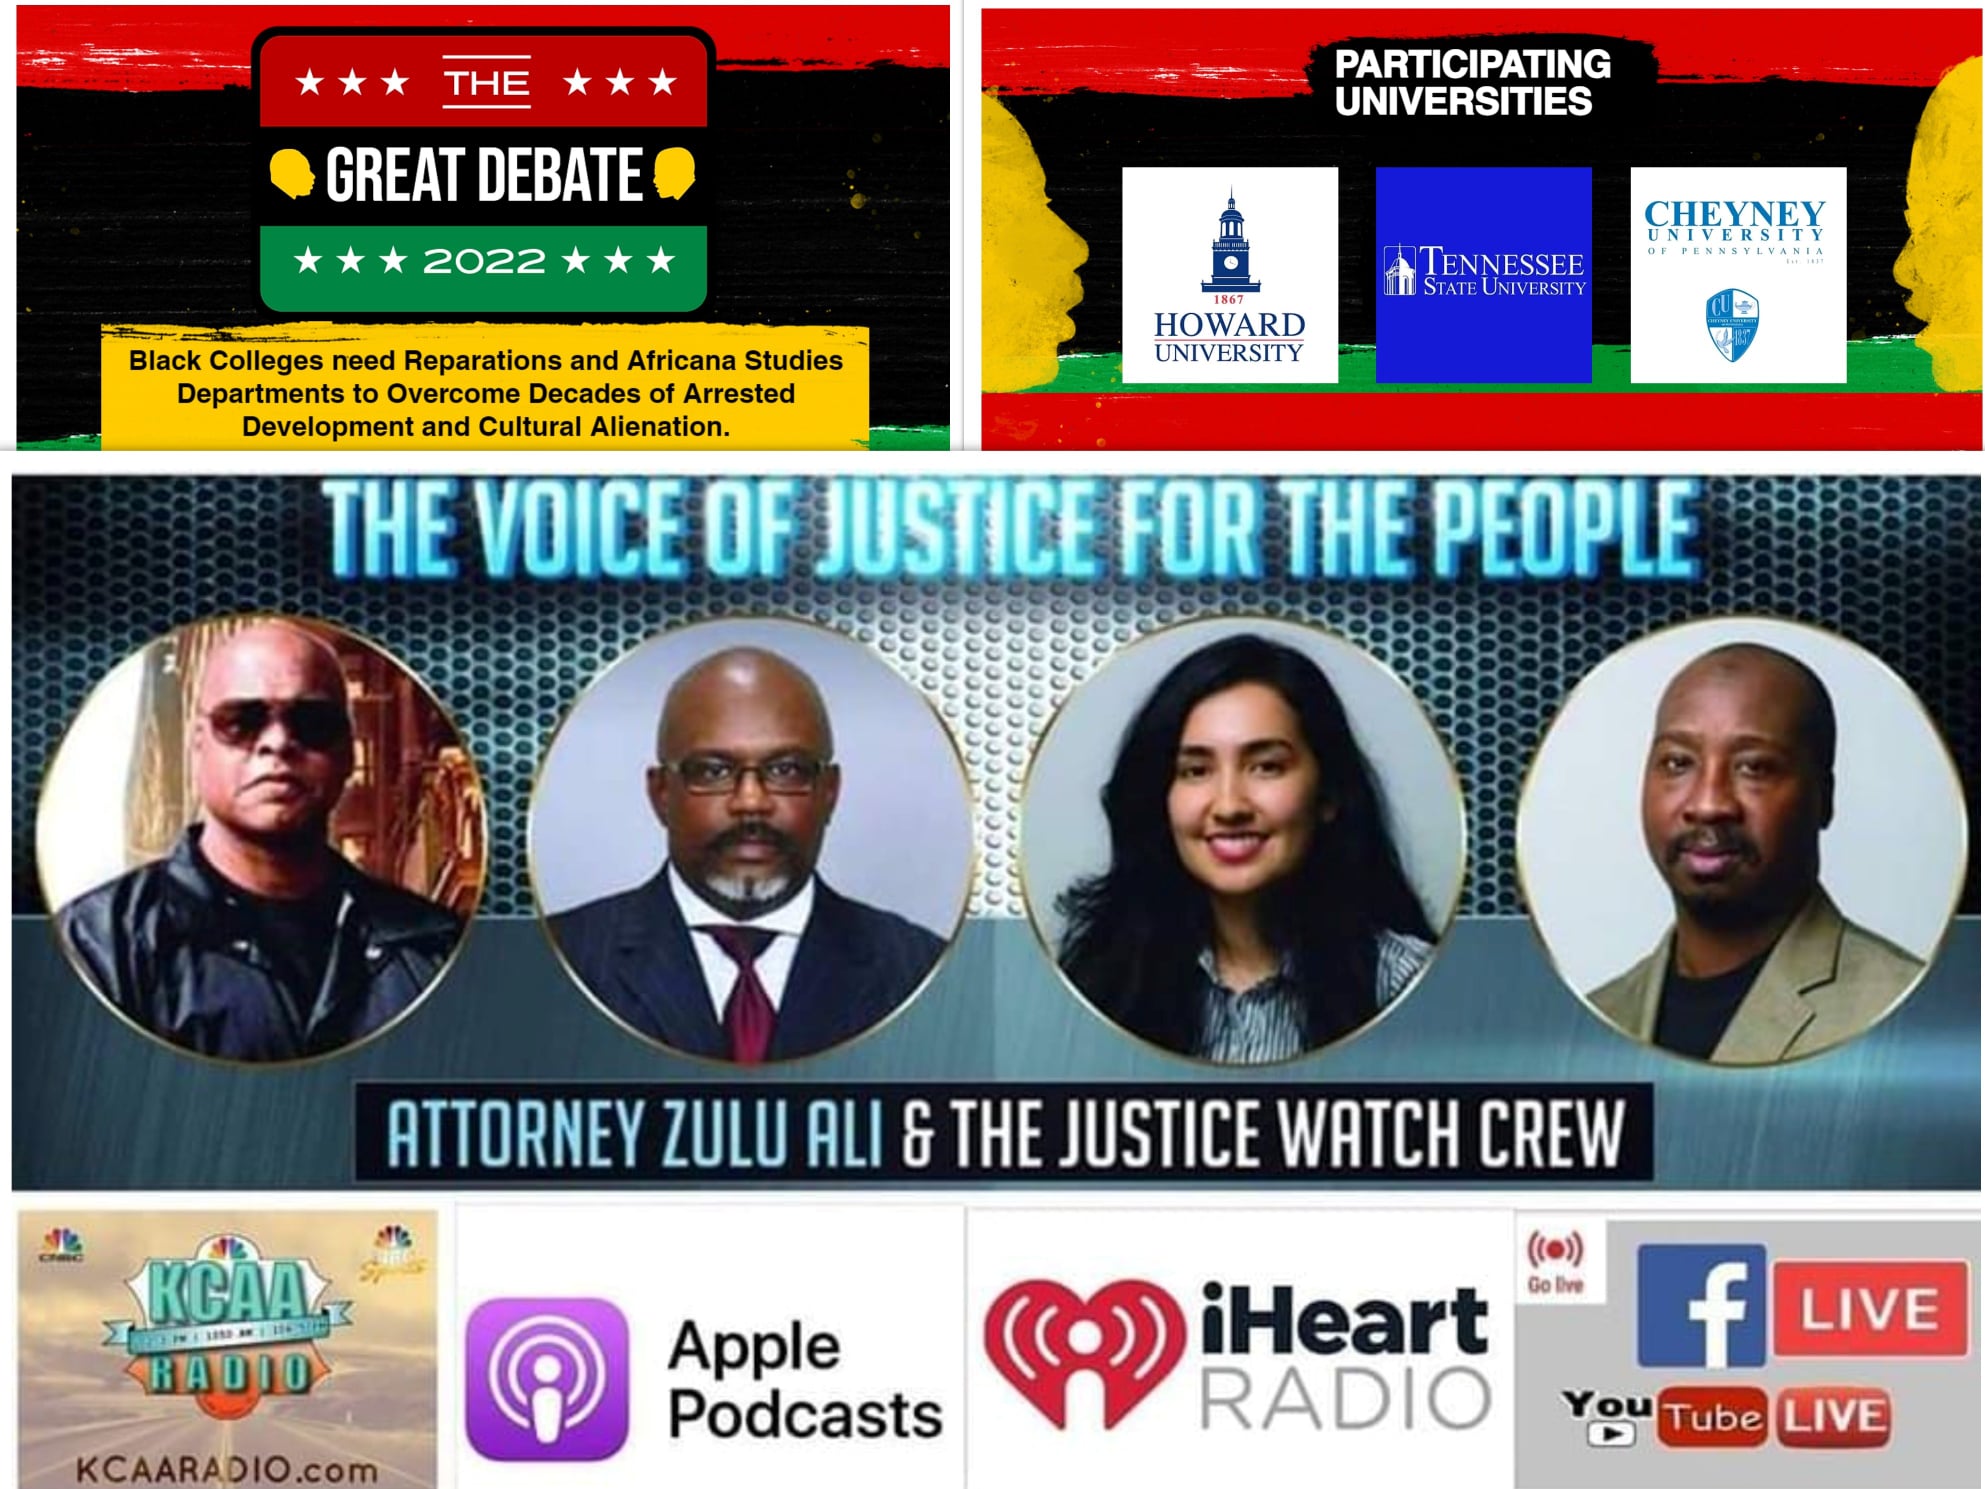 THE
GREAT DEBATE
2022
Black Colleges need Reparations and Africana Studies
Departments to Overcome Decades of Arrested
Development and Cultural Alienation.
PARTICIPATING
UNIVERSITIES
1867
HOWARD
UNIVERSITY
TENNESSEE
STATE UNIVERSITY
CHEYNEY
UNIVERSITY
OF PENNSYLVANIA
Est. 1837
CU
THE VOICE OF JUSTICE FOR THE PEOPLE
ATTORNEY ZULU ALI & THE JUSTICE WATCH CREW
CNBC
Sports
KCAA
RADIO
KCAARADIO.com
Apple
Podcasts
iHeart
RADIO
Go live
f LIVE
YouTube LIVE